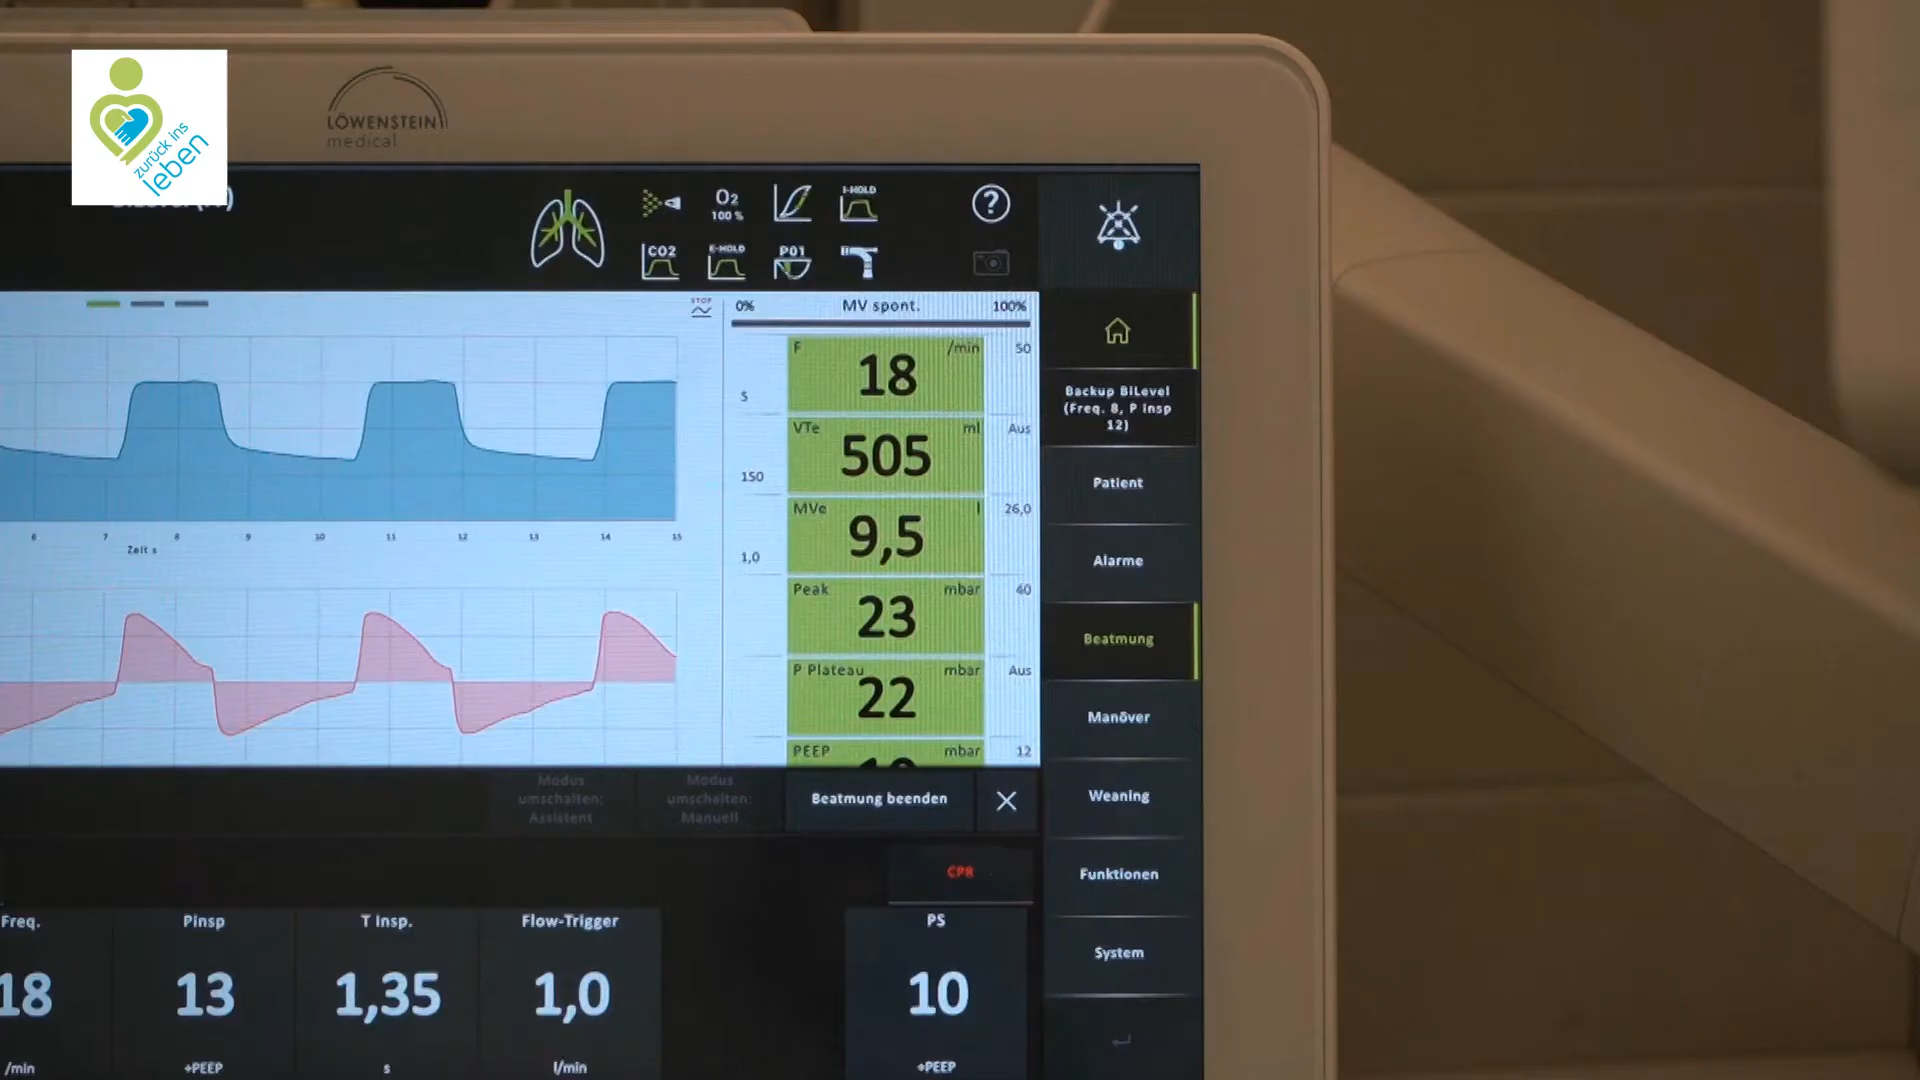 zurück ins
leben
LÖWENSTEIN
medical
O2
100 %
I-HOLD
?
CO2
E-HOLD
P01
STOP
0% MV spont. 100%
F /min 50
18
5
VTe ml Aus
505
150
MVe l 26,0
9,5
1,0
Peak mbar 40
23
P Plateau mbar Aus
22
PEEP mbar 12
6 7 8 9 10 11 12 13 14 15
Zeit s
Backup BiLevel
(Freq. 8, P insp
12)
Patient
Alarme
Beatmung
Manöver
Weaning
Funktionen
System
Modus
umschalten:
Assistent
Modus
umschalten:
Manuell
Beatmung beenden
CPR
Freq. Pinsp T Insp. Flow-Trigger PS
18 13 1,35 1,0 10
/min +PEEP s l/min +PEEP